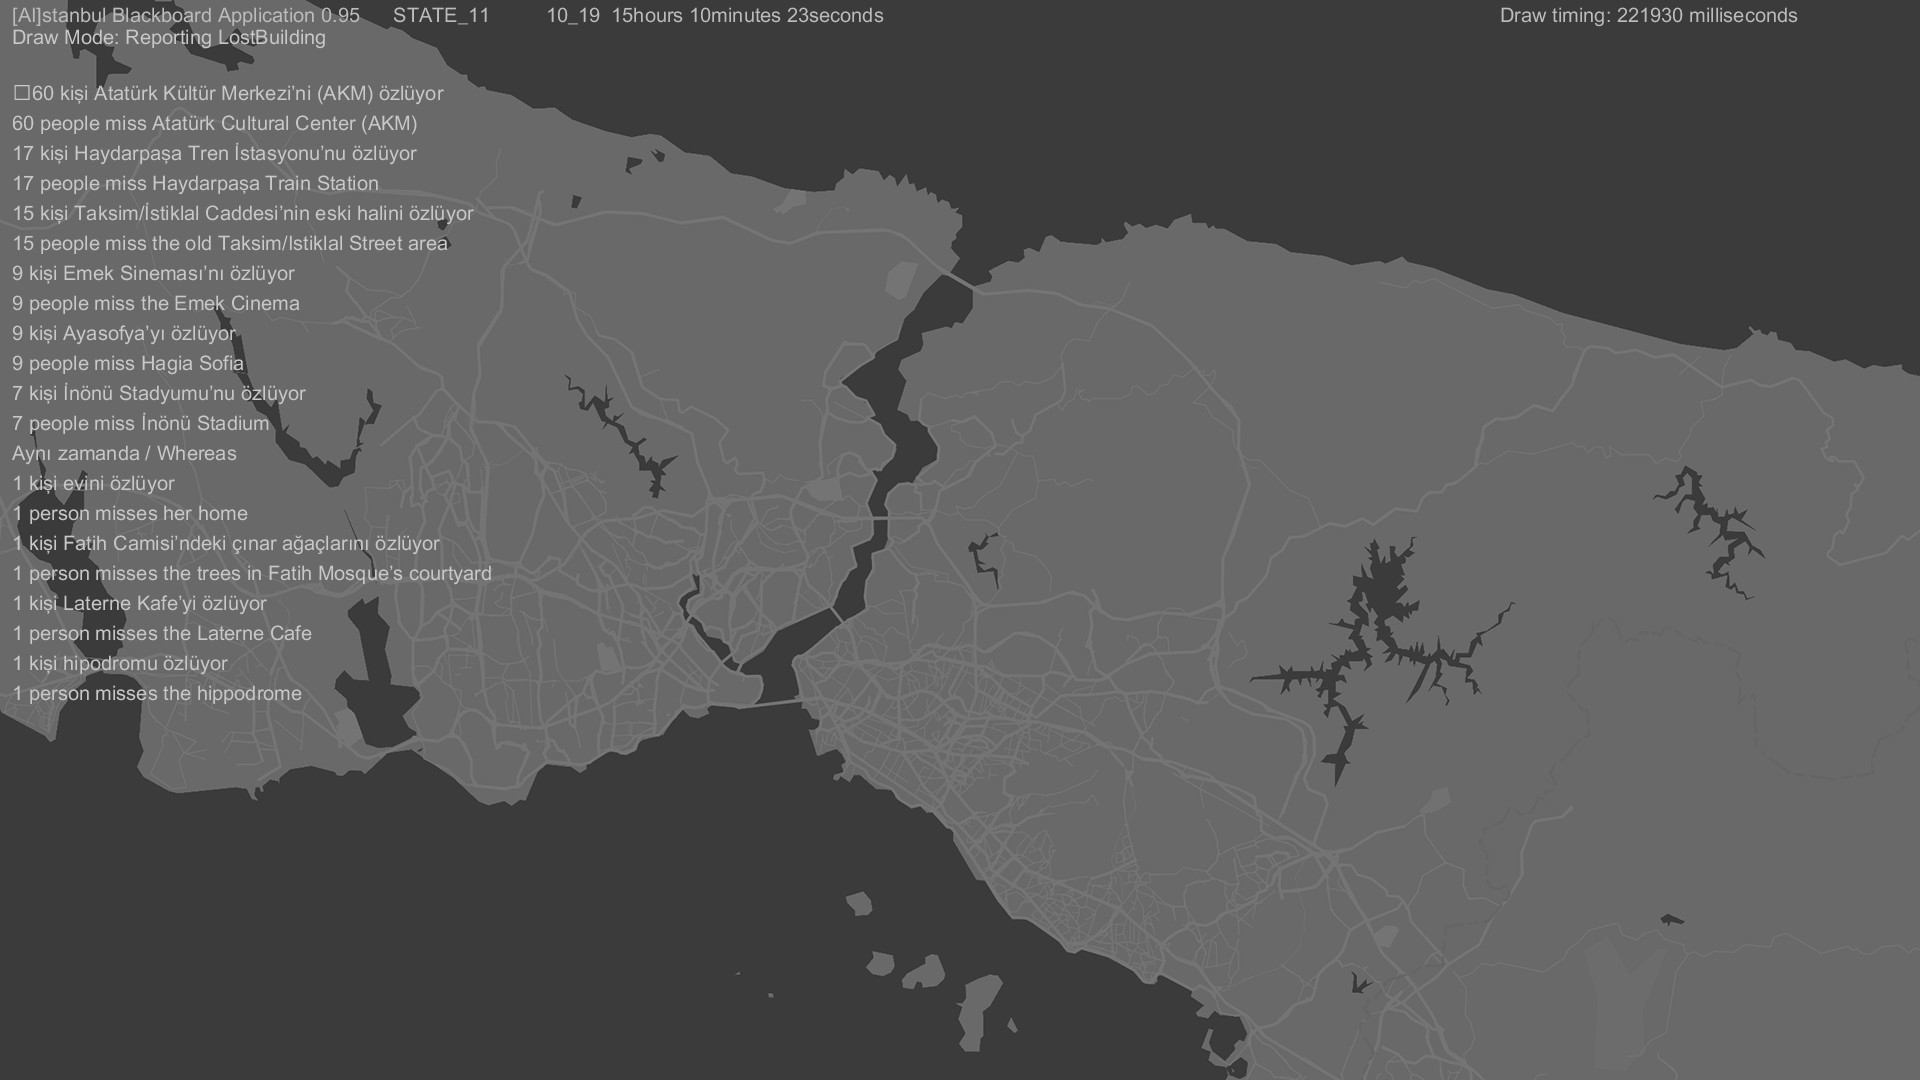 [AI]stanbul Blackboard Application 0.95 STATE_11 10_19 15hours 10minutes 23seconds Draw timing: 221930 milliseconds
Draw Mode: Reporting LostBuilding
□60 kişi Atatürk Kültür Merkezi'ni (AKM) özlüyor
60 people miss Atatürk Cultural Center (AKM)
17 kişi Haydarpaşa Tren İstasyonu'nu özlüyor
17 people miss Haydarpaşa Train Station
15 kişi Taksim/İstiklal Caddesi'nin eski halini özlüyor
15 people miss the old Taksim/Istiklal Street area
9 kişi Emek Sineması'nı özlüyor
9 people miss the Emek Cinema
9 kişi Ayasofya'yı özlüyor
9 people miss Hagia Sofia
7 kişi İnönü Stadyumu'nu özlüyor
7 people miss İnönü Stadium
Aynı zamanda / Whereas
1 kişi evini özlüyor
1 person misses her home
1 kişi Fatih Camisi'ndeki çınar ağaçlarını özlüyor
1 person misses the trees in Fatih Mosque's courtyard
1 kişi Laterne Kafe'yi özlüyor
1 person misses the Laterne Cafe
1 kişi hipodromu özlüyor
1 person misses the hippodrome